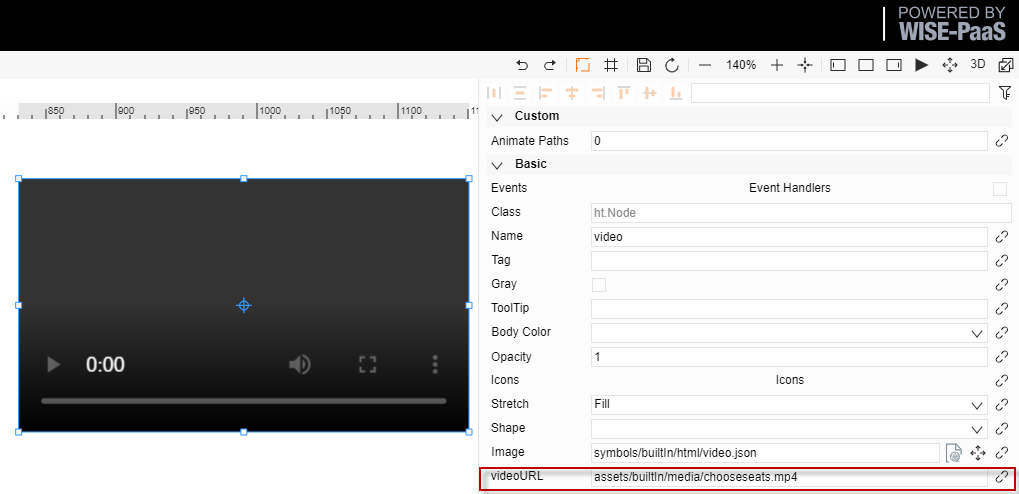 POWERED BY
WISE-PaaS
140%
3D
850
900
950
1000
1050
1100
Custom
Animate Paths 0
Basic
Events Event Handlers
Class ht.Node
Name video
Tag
Gray
ToolTip
Body Color
Opacity 1
Icons Icons
Stretch Fill
Shape
Image symbols/builtIn/html/video.json
videoURL assets/builtIn/media/chooseseats.mp4
0:00